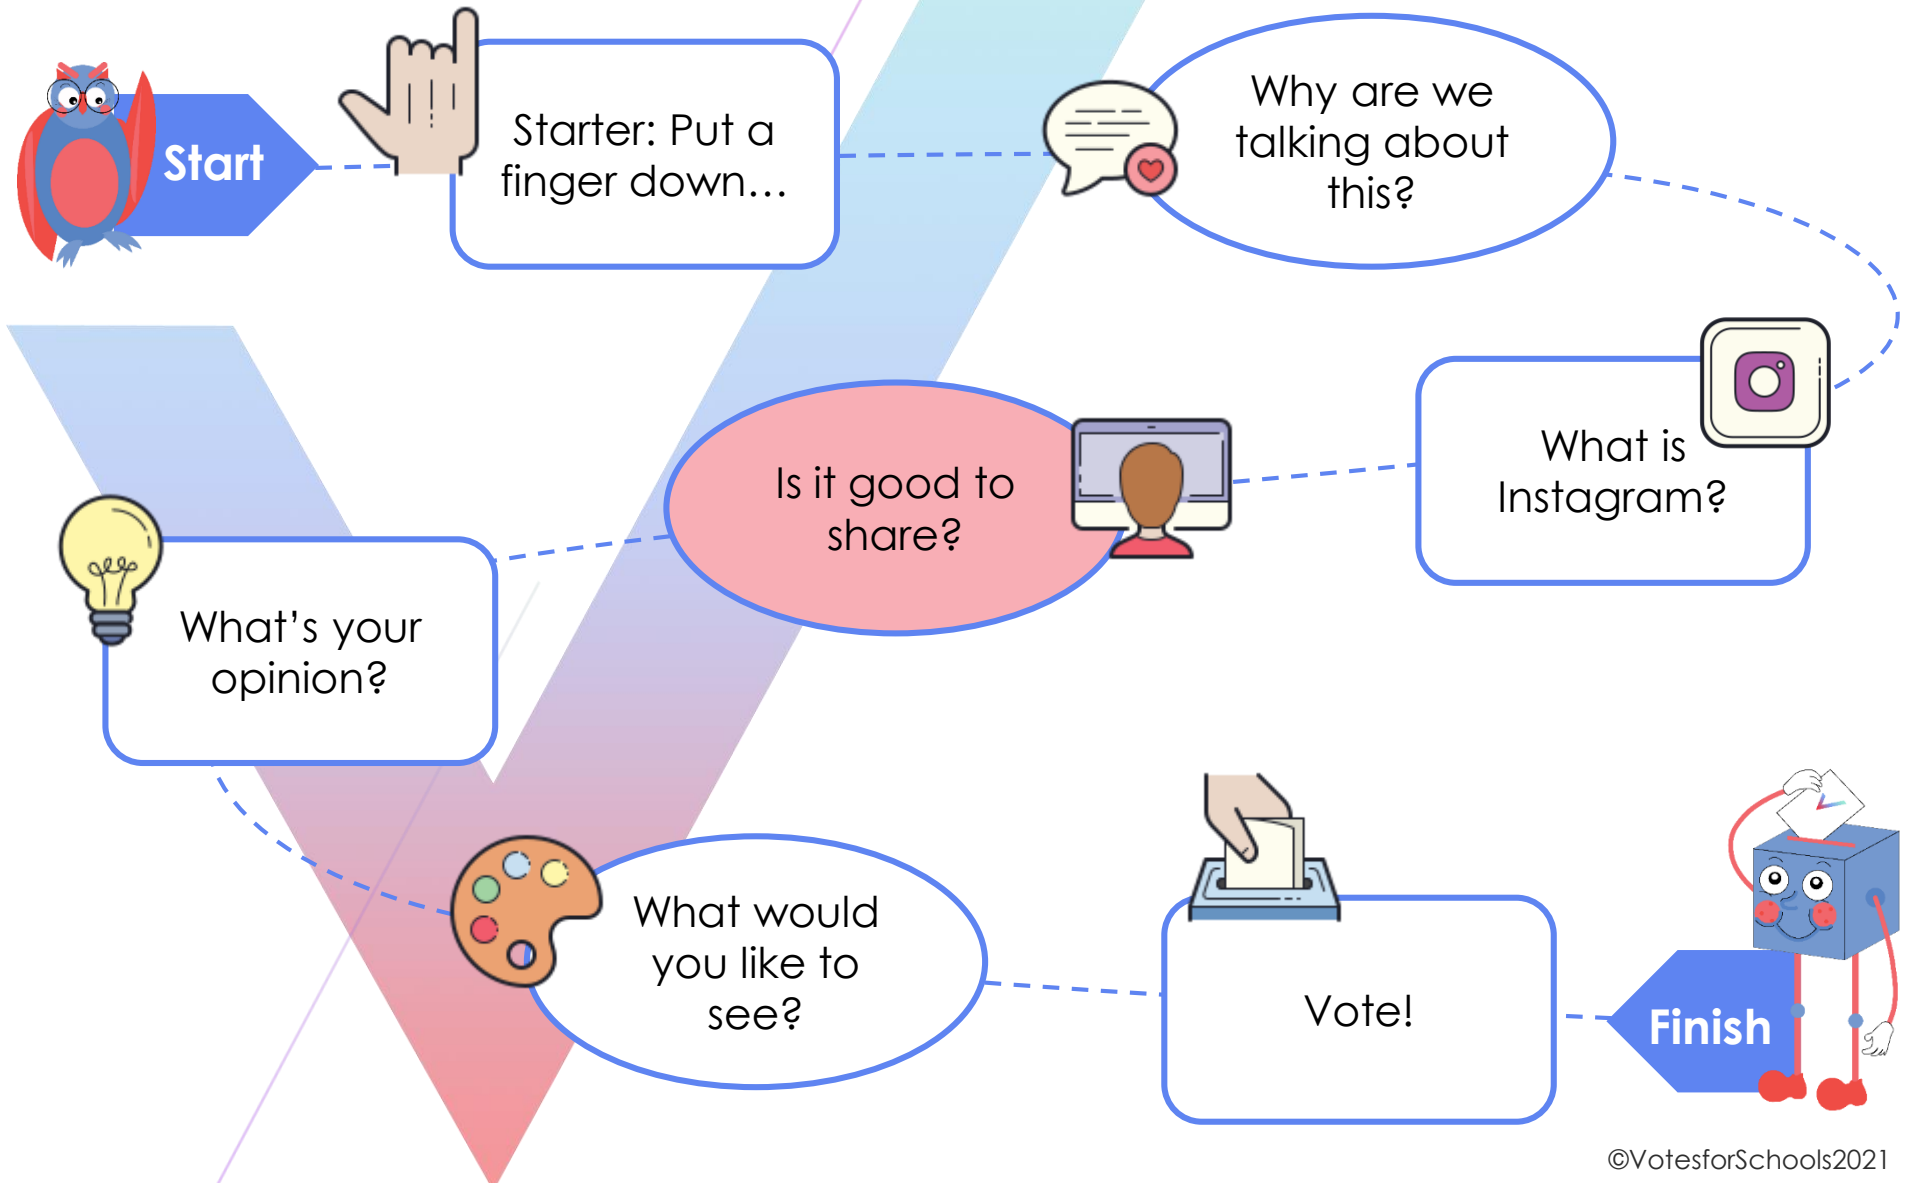 Start
Starter: Put a
finger down...
Why are we
talking about
this?
What is
Instagram?
Is it good to
share?
What's your
opinion?
What would
you like to
see?
Vote!
Finish
©VotesforSchools2021